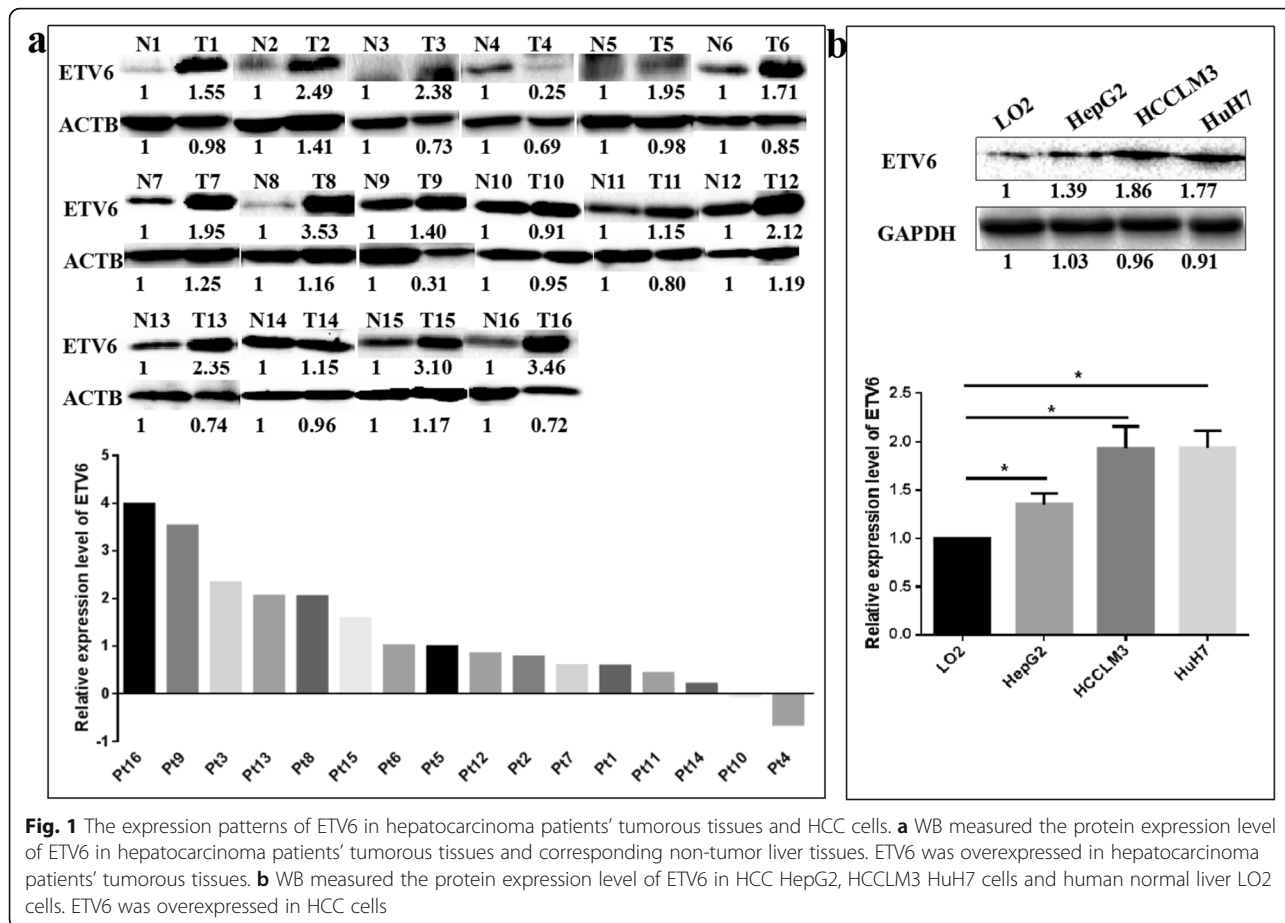 a
N1 T1 N2 T2 N3 T3 N4 T4 N5 T5 N6 T6
ETV6
1 1.55 1 2.49 1 2.38 1 0.25 1 1.95 1 1.71
ACTB
1 0.98 1 1.41 1 0.73 1 0.69 1 0.98 1 0.85
N7 T7 N8 T8 N9 T9 N10 T10 N11 T11 N12 T12
ETV6
1 1.95 1 3.53 1 1.40 1 0.91 1 1.15 1 2.12
ACTB
1 1.25 1 1.16 1 0.31 1 0.95 1 0.80 1 1.19
N13 T13 N14 T14 N15 T15 N16 T16
ETV6
1 2.35 1 1.15 1 3.10 1 3.46
ACTB
1 0.74 1 0.96 1 1.17 1 0.72
Relative expression level of ETV6
5
4
3
2
1
0
-1
Pt16 Pt9 Pt3 Pt13 Pt8 Pt15 Pt6 Pt5 Pt12 Pt2 Pt7 Pt1 Pt11 Pt14 Pt10 Pt4
b
LO2 HepG2 HCCLM3 HuH7
ETV6
1 1.39 1.86 1.77
GAPDH
1 1.03 0.96 0.91
Relative expression level of ETV6
2.5
2.0
1.5
1.0
0.5
0.0
*
*
*
LO2 HepG2 HCCLM3 HuH7
Fig. 1 The expression patterns of ETV6 in hepatocarcinoma patients' tumorous tissues and HCC cells. a WB measured the protein expression level
of ETV6 in hepatocarcinoma patients' tumorous tissues and corresponding non-tumor liver tissues. ETV6 was overexpressed in hepatocarcinoma
patients' tumorous tissues. b WB measured the protein expression level of ETV6 in HCC HepG2, HCCLM3 HuH7 cells and human normal liver LO2
cells. ETV6 was overexpressed in HCC cells